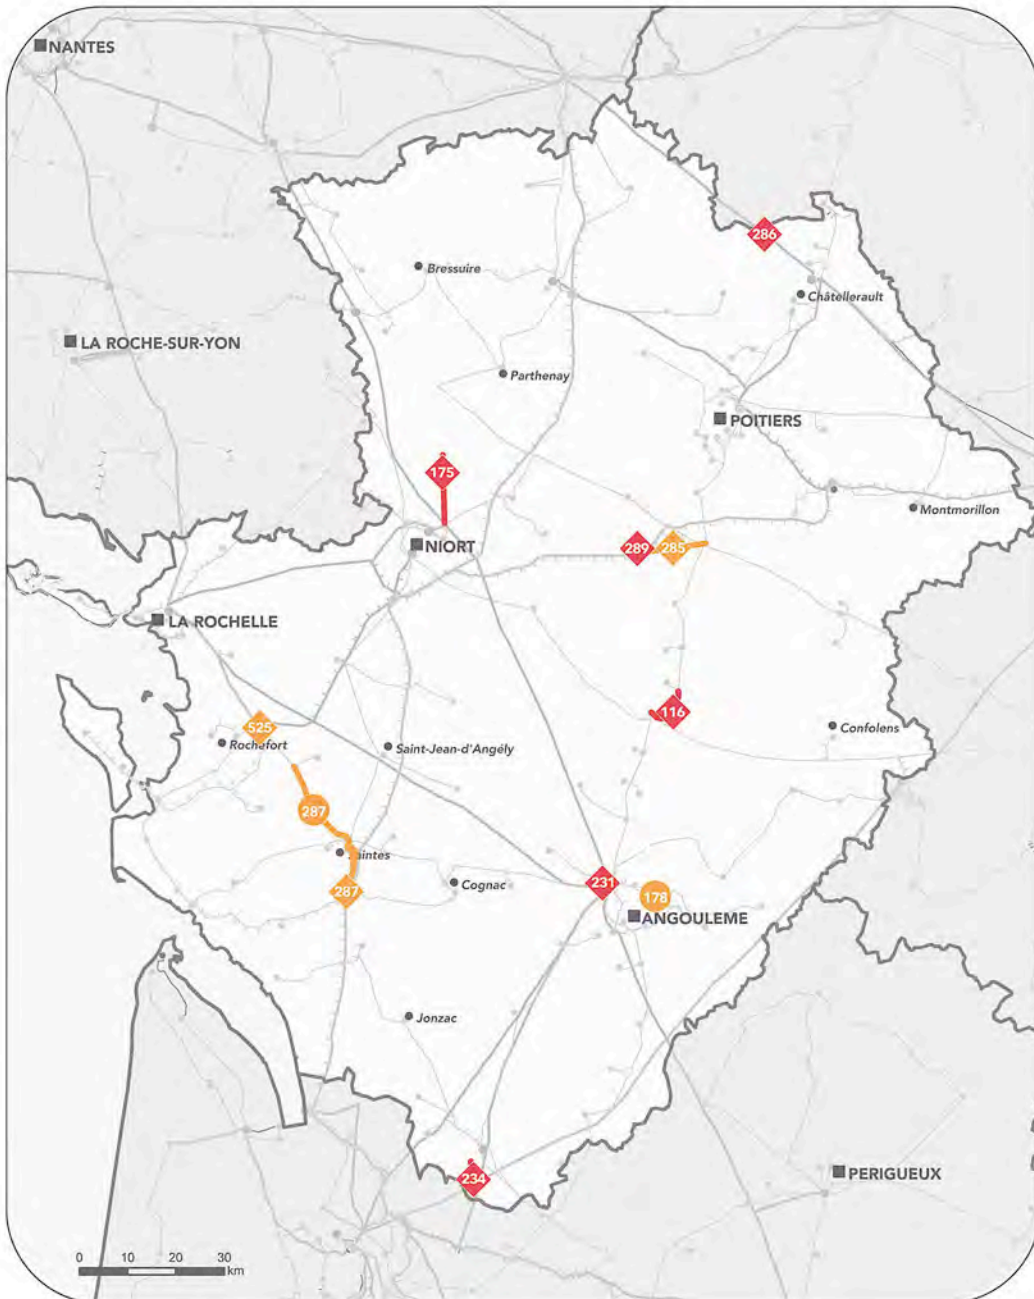 NANTES
286
Bressuire
Châtellerault
LA ROCHE-SUR-YON
Parthenay
POITIERS
175
Montmorillon
NIORT
289
285
LA ROCHELLE
116
525
Confolens
Rochefort
Saint-Jean-d'Angély
287
Saintes
231
Cognac
287
178
ANGOULEME
Jonzac
234
PERIGUEUX
0 10 20 30
km